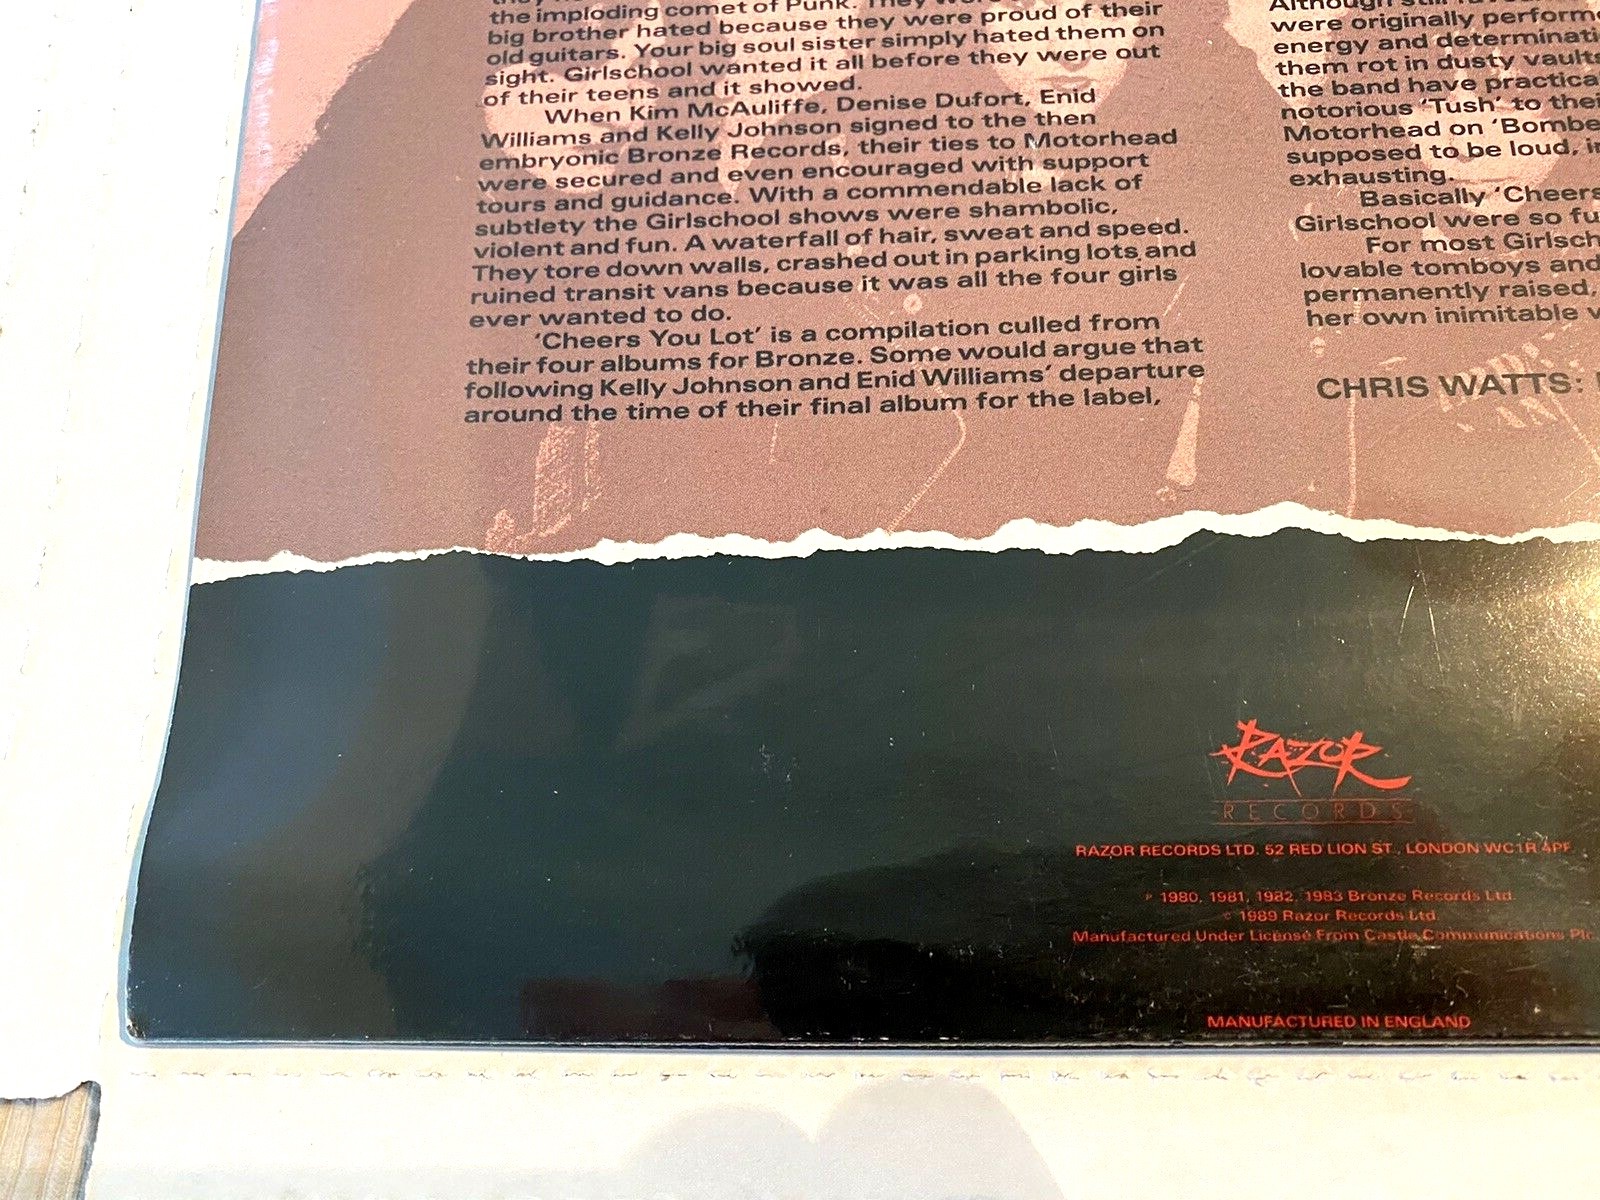 the imploding comet of Punk. They
big brother hated because they were proud of their
old guitars. Your big soul sister simply hated them on
sight. Girlschool wanted it all before they were out
of their teens and it showed.
When Kim McAuliffe, Denise Dufort, Enid
Williams and Kelly Johnson signed to the then
embryonic Bronze Records, their ties to Motorhead
were secured and even encouraged with support
tours and guidance. With a commendable lack of
subtlety the Girlschool shows were shambolic,
violent and fun. A waterfall of hair, sweat and speed.
They tore down walls, crashed out in parking lots and
ruined transit vans because it was all the four girls
ever wanted to do.
'Cheers You Lot' is a compilation culled from
their four albums for Bronze. Some would argue that
following Kelly Johnson and Enid Williams' departure
around the time of their final album for the label,
Although still
were originally perform
energy and determinati
them rot in dusty vaults
the band have practica
notorious 'Tush' to thei
Motorhead on 'Bombe
supposed to be loud, i
exhausting.
Basically 'Cheers
Girlschool were so fu
For most Girlsch
lovable tomboys and
permanently raised,
her own inimitable
CHRIS WATTS:
RAZOR
RECORDS
RAZOR RECORDS LTD. 52 RED LION ST., LONDON WC1R 4PF
℗ 1980, 1981, 1982, 1983 Bronze Records Ltd.
© 1989 Razor Records Ltd.
Manufactured Under License From Castle Communications Plc
MANUFACTURED IN ENGLAND